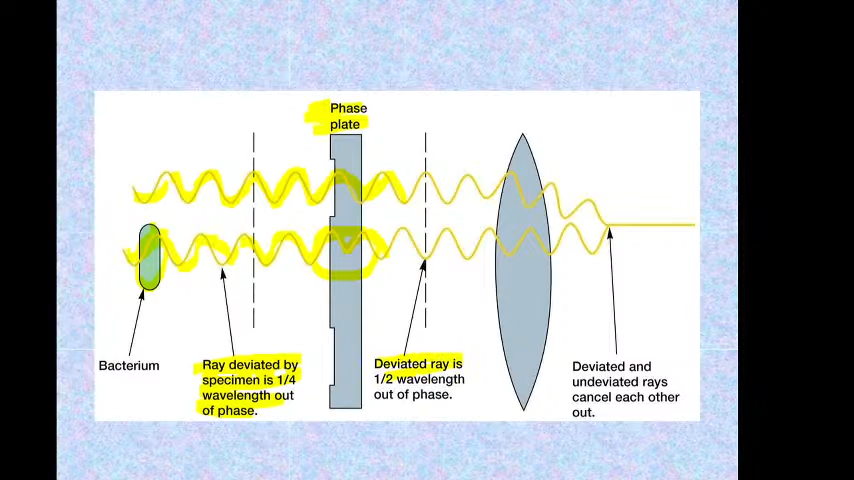 Phase
plate
Bacterium
Ray deviated by
specimen is 1/4
wavelength out
of phase.
Deviated ray is
1/2 wavelength
out of phase.
Deviated and
undeviated rays
cancel each other
out.